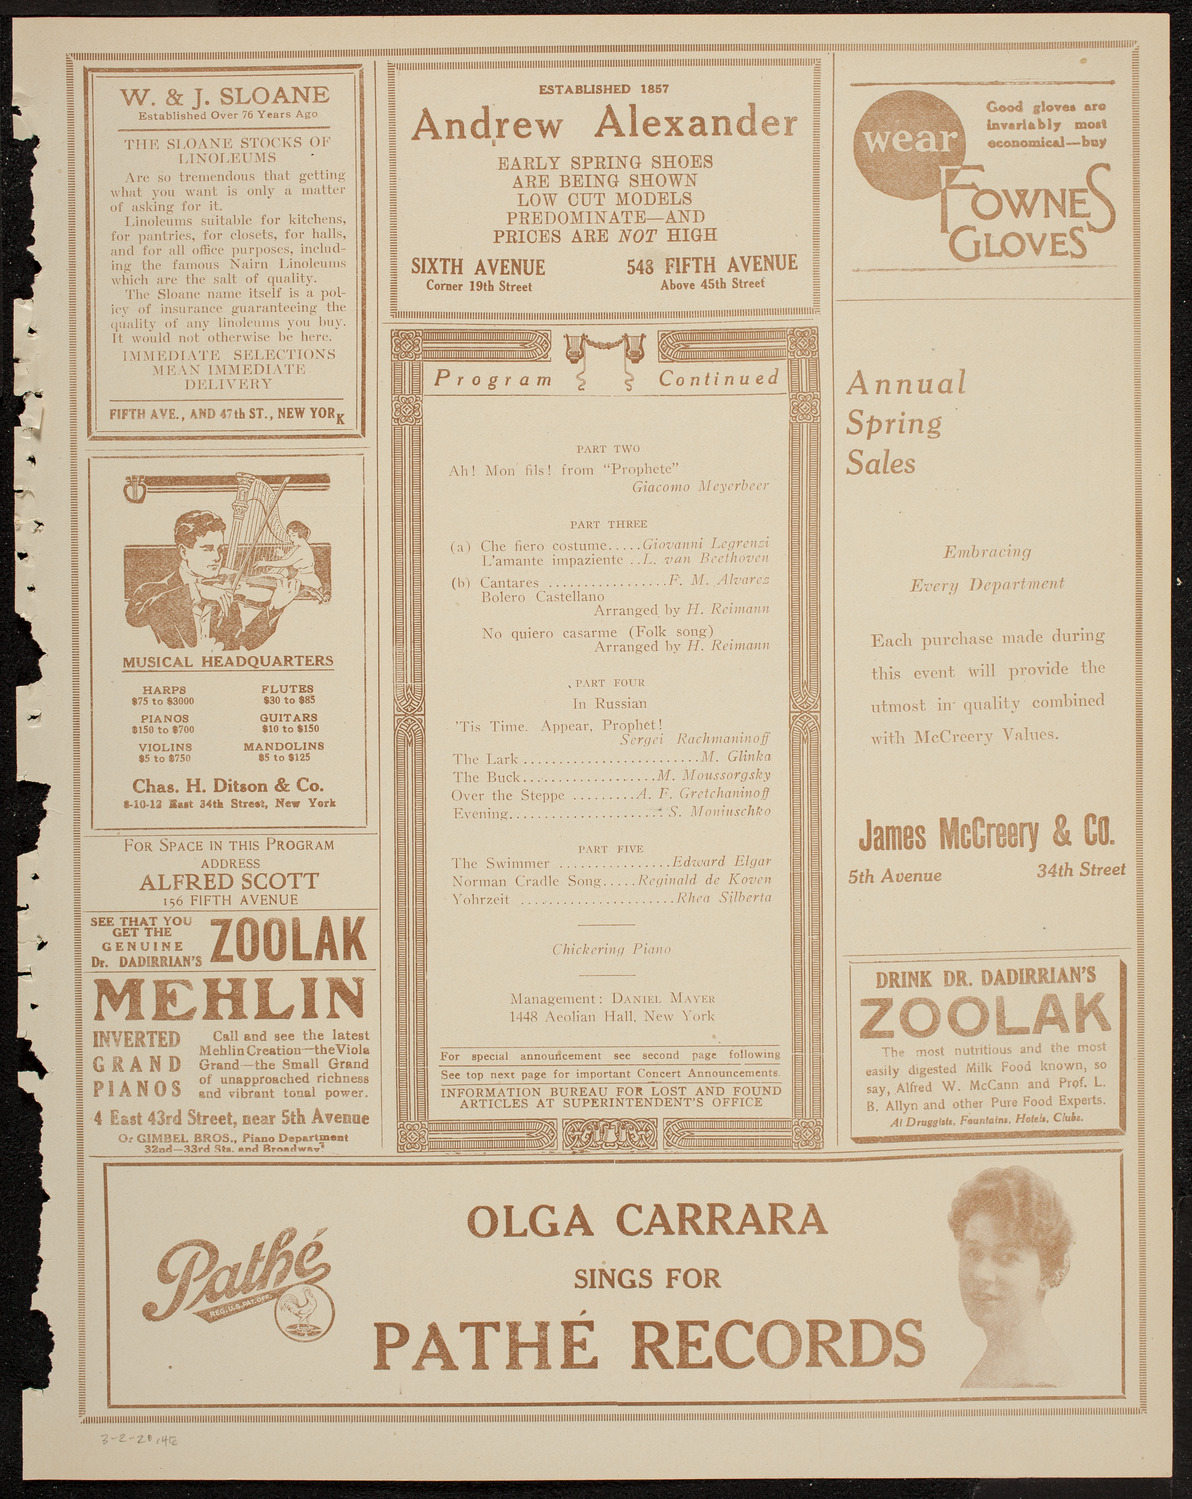 W. & J. SLOANE
Established Over 76 Years Ago
THE SLOANE STOCKS OF
LINOLEUMS
Are so tremendous that getting
what you want is only a matter
of asking for it.
Linoleums suitable for kitchens,
for pantries, for closets, for halls,
and for all office purposes, includ-
ing the famous Nairn Linoleums
which are the salt of quality.
The Sloane name itself is a pol-
icy of insurance guaranteeing the
quality of any linoleums you buy.
It would not otherwise be here.
IMMEDIATE SELECTIONS
MEAN IMMEDIATE
DELIVERY
FIFTH AVE., AND 47th ST., NEW YORK
MUSICAL HEADQUARTERS
HARPS
$75 to $3000
FLUTES
$30 to $85
PIANOS
$150 to $700
GUITARS
$10 to $150
VIOLINS
$5 to $750
MANDOLINS
$5 to $125
Chas. H. Ditson & Co.
8-10-12 East 34th Street, New York
FOR SPACE IN THIS PROGRAM
ADDRESS
ALFRED SCOTT
156 FIFTH AVENUE
SEE THAT YOU
GET THE
GENUINE
Dr. DADIRRIAN'S
ZOOLAK
MEHLIN
INVERTED
GRAND
PIANOS
Call and see the latest
Mehlin Creation—the Viola
Grand—the Small Grand
of unapproached richness
and vibrant tonal power.
4 East 43rd Street, near 5th Avenue
Or GIMBEL BROS., Piano Department
32nd—33rd Sts. and Broadway
ESTABLISHED 1857
Andrew Alexander
EARLY SPRING SHOES
ARE BEING SHOWN
LOW CUT MODELS
PREDOMINATE—AND
PRICES ARE NOT HIGH
SIXTH AVENUE
Corner 19th Street
548 FIFTH AVENUE
Above 45th Street
Program Continued
PART TWO
Ah! Mon fils! from "Prophete"
Giacomo Meyerbeer
PART THREE
(a) Che fiero costume.....Giovanni Legrenzi
L'amante impaziente ..L. van Beethoven
(b) Cantares .................F. M. Alvarez
Bolero Castellano
Arranged by H. Reimann
No quiero casarme (Folk song)
Arranged by H. Reimann
PART FOUR
In Russian
'Tis Time. Appear, Prophet!
Sergei Rachmaninoff
The Lark .........................M. Glinka
The Buck...................M. Moussorgsky
Over the Steppe .........A. F. Gretchaninoff
Evening......................S. Moniuschko
PART FIVE
The Swimmer ................Edward Elgar
Norman Cradle Song.....Reginald de Koven
Yohrzeit ......................Rhea Silberta
Chickering Piano
Management: DANIEL MAYER
1448 Aeolian Hall, New York
For special announcement see second page following
See top next page for important Concert Announcements.
INFORMATION BUREAU FOR LOST AND FOUND
ARTICLES AT SUPERINTENDENT'S OFFICE
wear
Good gloves are
invariably most
economical—buy
FOWNES
GLOVES
Annual
Spring
Sales
Embracing
Every Department
Each purchase made during
this event will provide the
utmost in quality combined
with McCreery Values.
James McCreery & Co.
5th Avenue
34th Street
DRINK DR. DADIRRIAN'S
ZOOLAK
The most nutritious and the most
easily digested Milk Food known, so
say, Alfred W. McCann and Prof. L.
B. Allyn and other Pure Food Experts.
At Druggists, Fountains, Hotels, Clubs.
Pathé
REG. U.S. PAT. OFF.
OLGA CARRARA
SINGS FOR
PATHÉ RECORDS
3-2-20